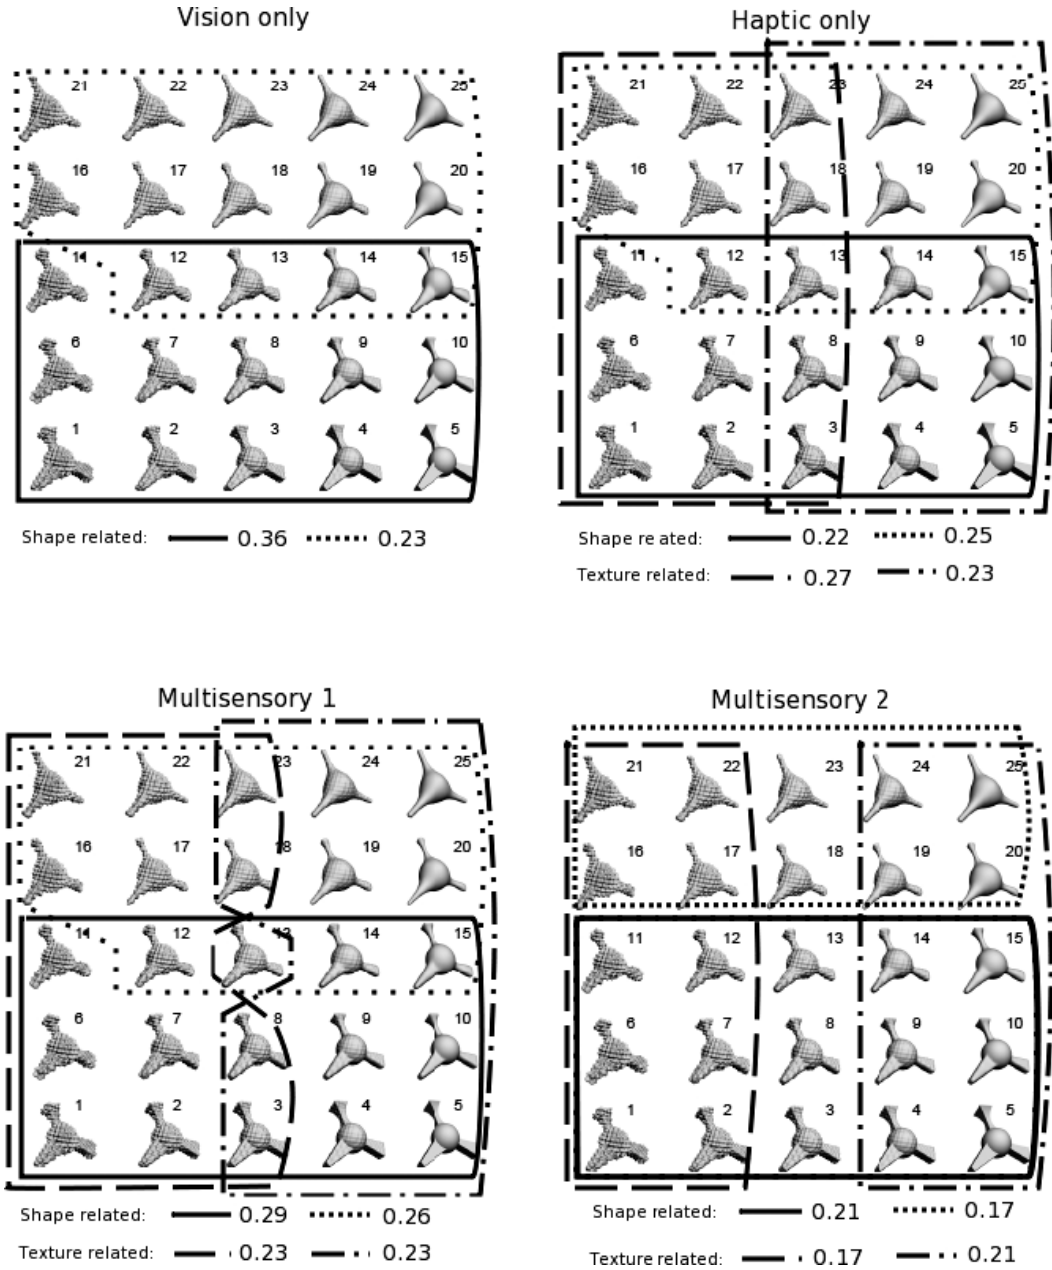 Vision only
21 22 23 24 25
16 17 18 19 20
11 12 13 14 15
6 7 8 9 10
1 2 3 4 5
Shape related: 0.36 0.23
Haptic only
21 22 23 24 25
16 17 18 19 20
11 12 13 14 15
6 7 8 9 10
1 2 3 4 5
Shape re ated: 0.22 0.25
Texture related: 0.27 0.23
Multisensory 1
21 22 23 24 25
16 17 18 19 20
11 12 13 14 15
6 7 8 9 10
1 2 3 4 5
Shape related: 0.29 0.26
Texture related: 0.23 0.23
Multisensory 2
21 22 23 24 25
16 17 18 19 20
11 12 13 14 15
6 7 8 9 10
1 2 3 4 5
Shape related: 0.21 0.17
Texture related: 0.17 0.21